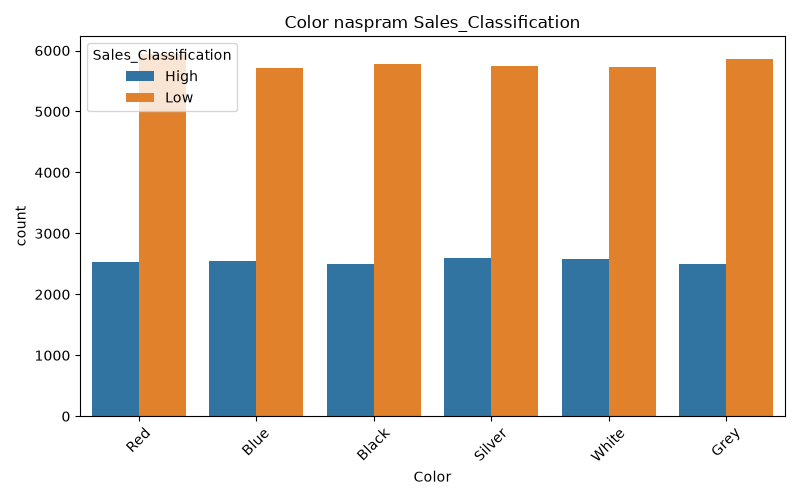 Color naspram Sales_Classification
Sales_Classification
High
Low
6000
5000
4000
3000
2000
1000
0
count
Red
Blue
Black
Silver
White
Grey
Color